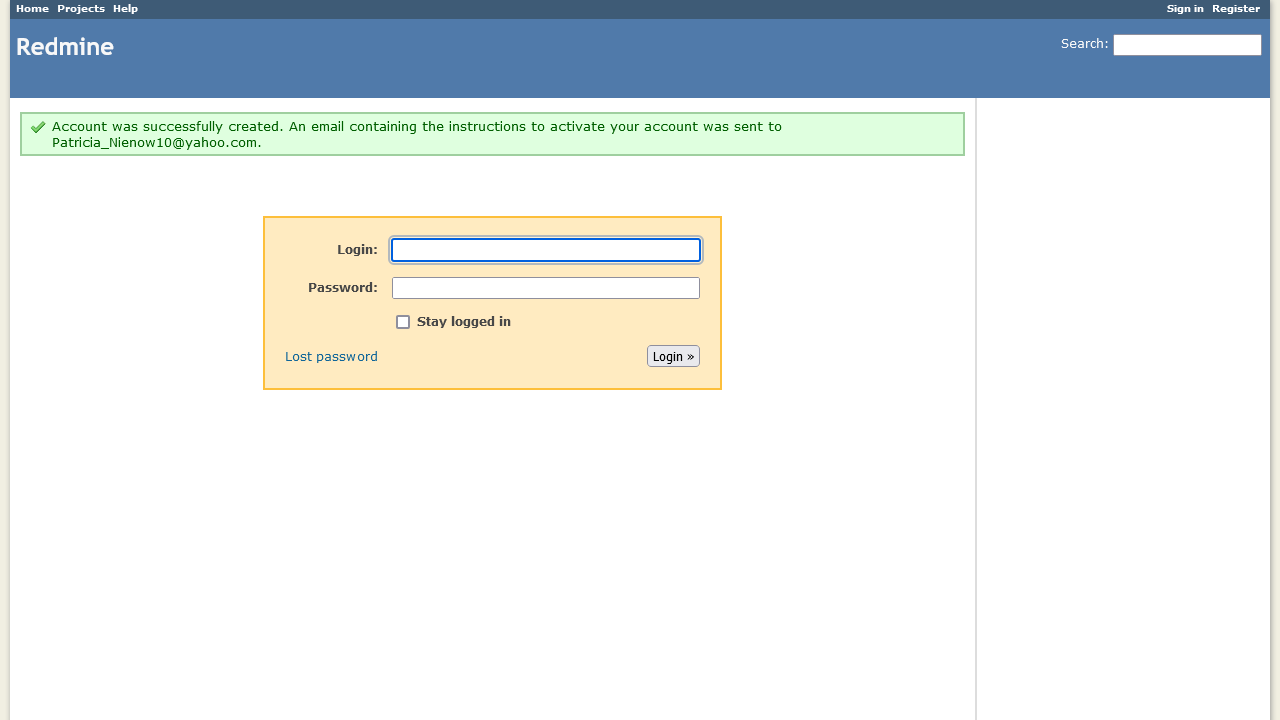 Home Projects Help Sign in Register
Redmine
Search:
Account was successfully created. An email containing the instructions to activate your account was sent to
Patricia_Nienow10@yahoo.com.
Login:
Password:
Stay logged in
Lost password
Login »